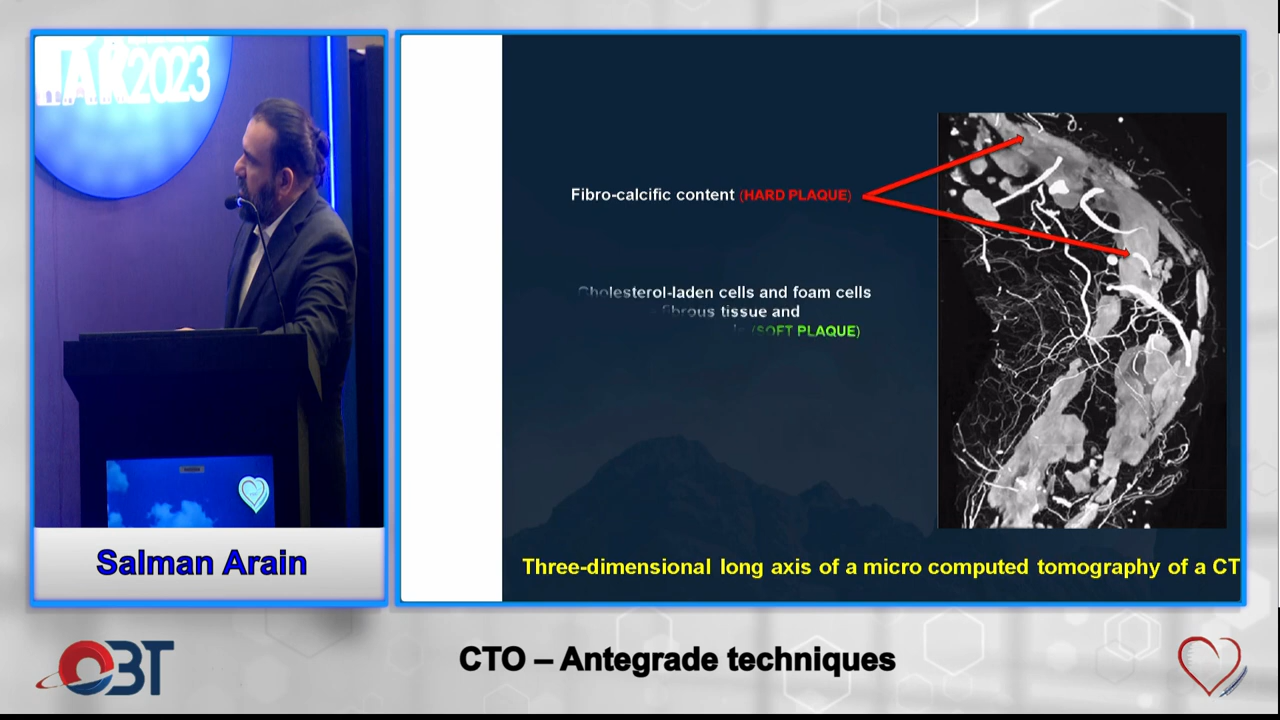 2023
Fibro-calcific content (HARD PLAQUE)
Cholesterol-laden cells and foam cells
fibrous tissue and
(SOFT PLAQUE)
Three-dimensional long axis of a micro computed tomography of a CT
Salman Arain
CTO – Antegrade techniques
OBT